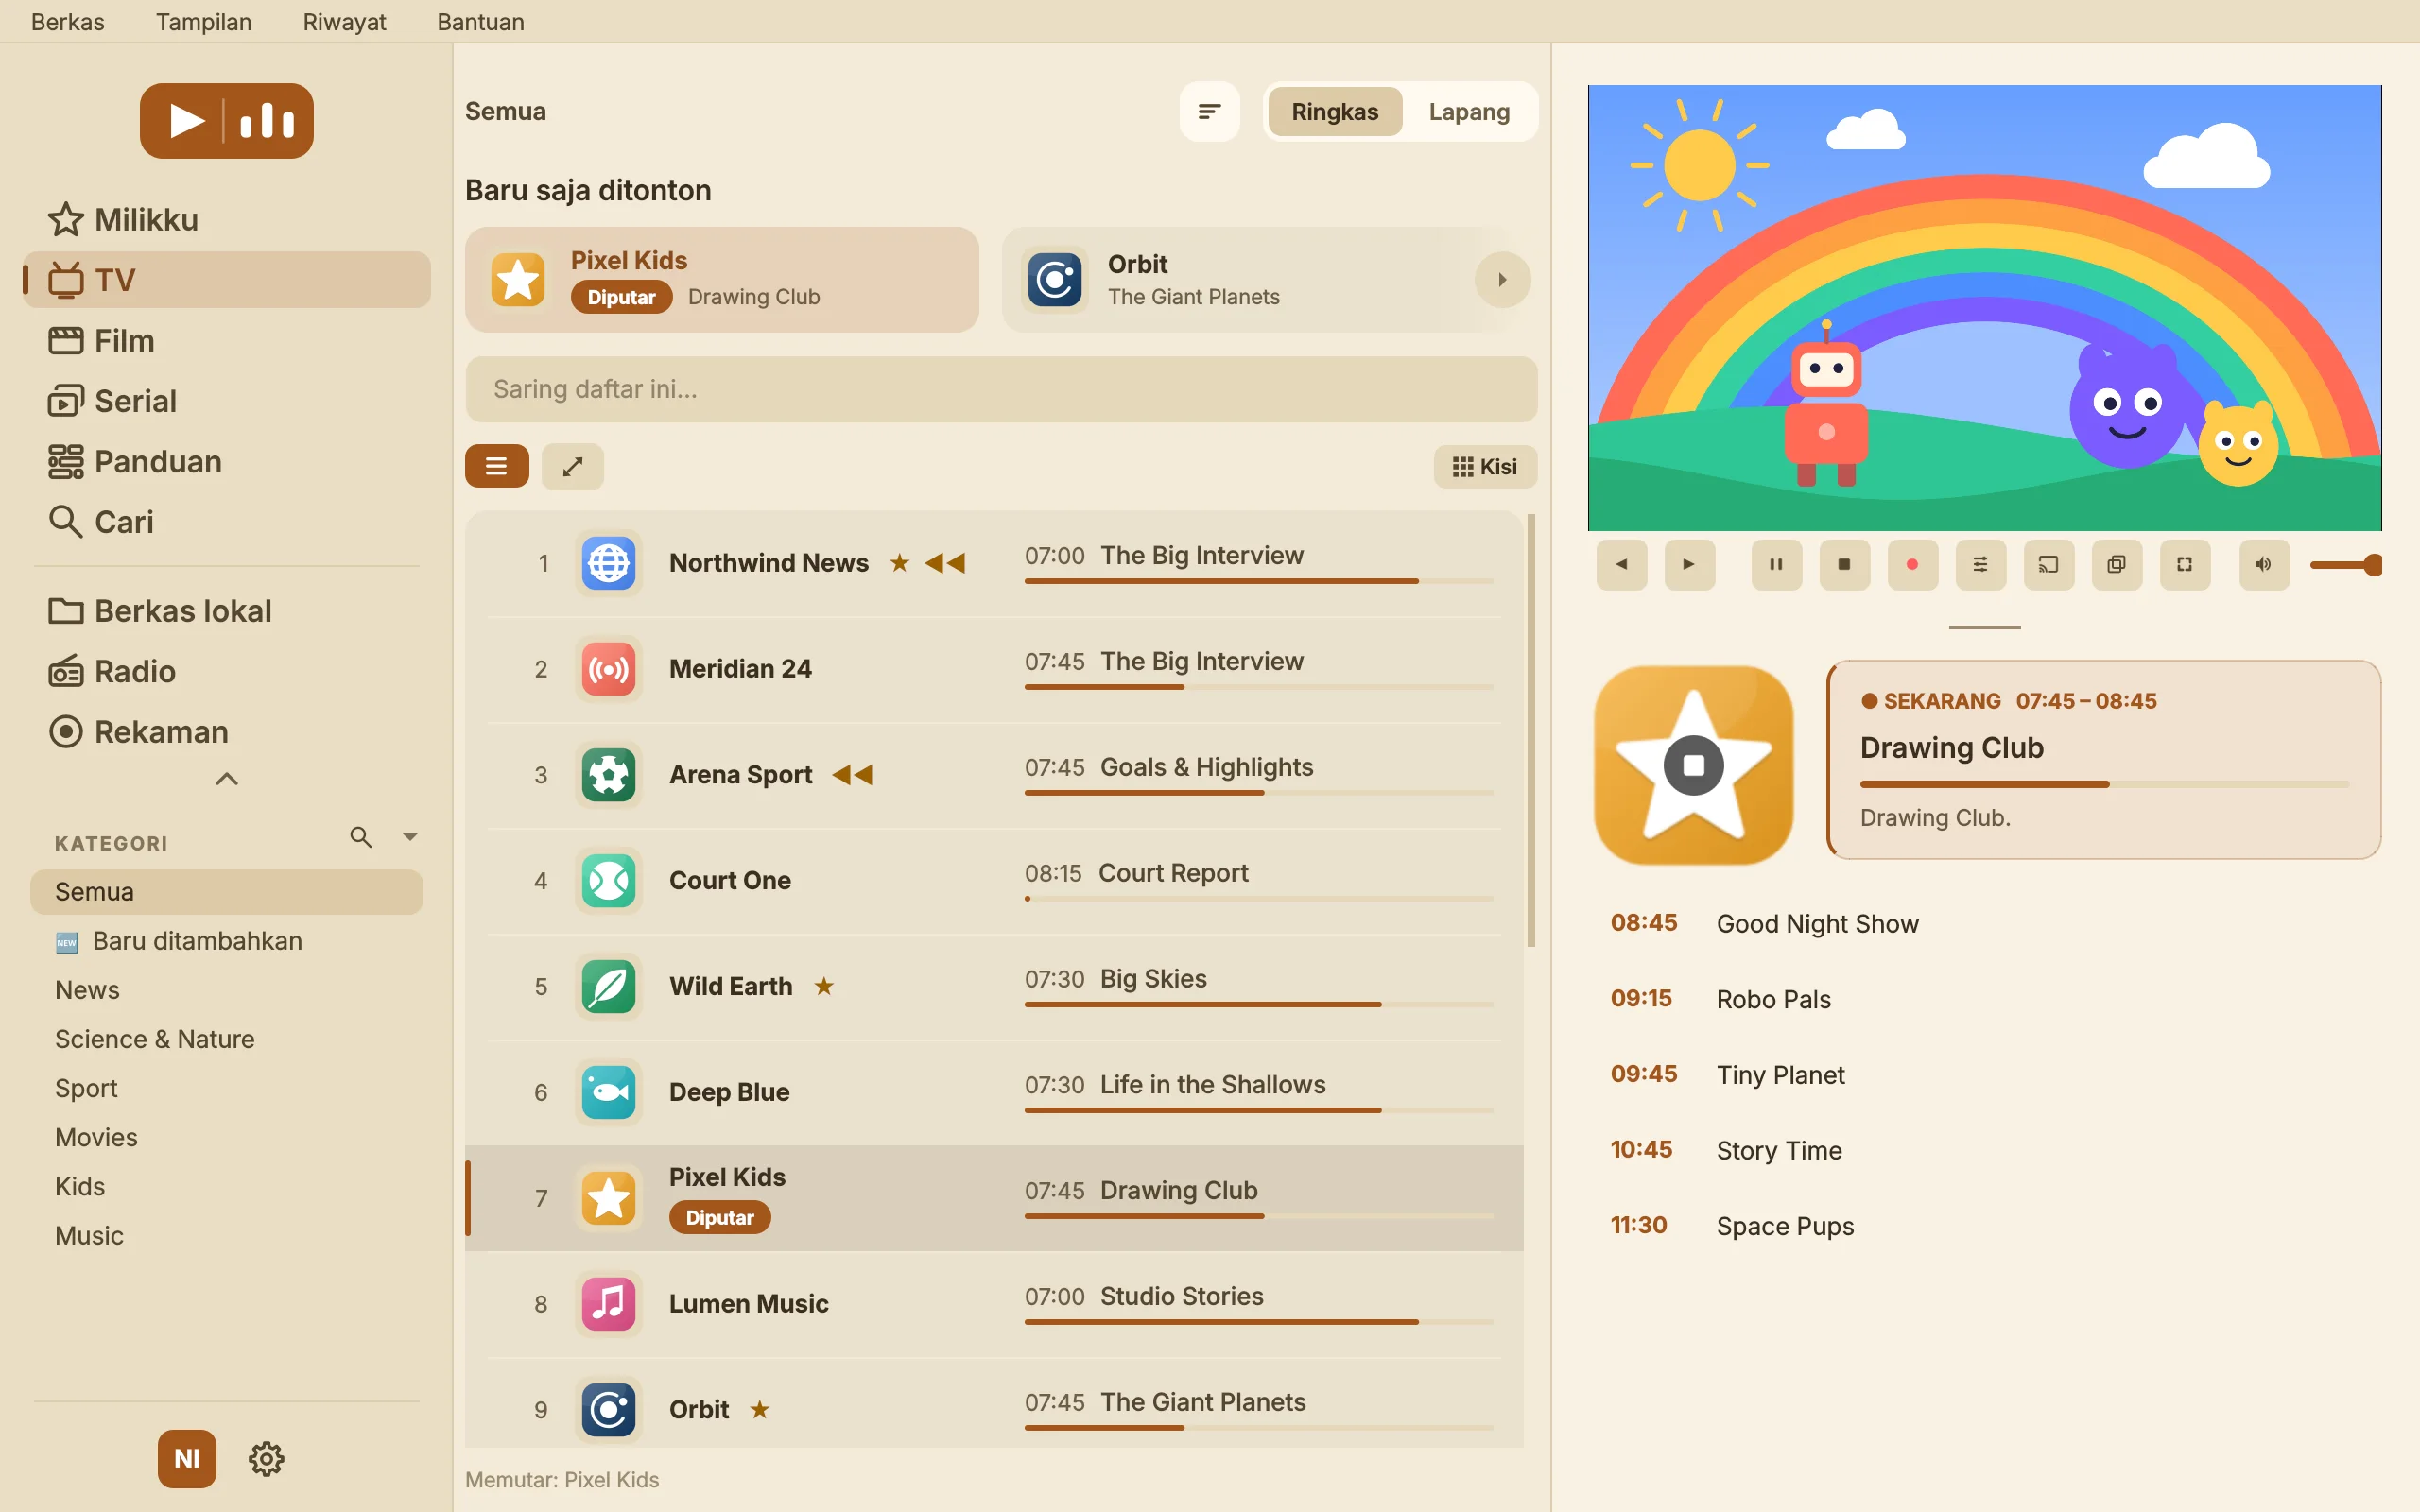 Berkas Tampilan Riwayat Bantuan
Milikku
TV
Film
Serial
Panduan
Cari
Berkas lokal
Radio
Rekaman
KATEGORI
Semua
NEW Baru ditambahkan
News
Science & Nature
Sport
Movies
Kids
Music
NI
Semua
Ringkas Lapang
Baru saja ditonton
Pixel Kids
Diputar Drawing Club
Orbit
The Giant Planets
Saring daftar ini...
Kisi
1 Northwind News 07:00 The Big Interview
2 Meridian 24 07:45 The Big Interview
3 Arena Sport 07:45 Goals & Highlights
4 Court One 08:15 Court Report
5 Wild Earth 07:30 Big Skies
6 Deep Blue 07:30 Life in the Shallows
7 Pixel Kids 07:45 Drawing Club
Diputar
8 Lumen Music 07:00 Studio Stories
9 Orbit 07:45 The Giant Planets
Memutar: Pixel Kids
SEKARANG 07:45 – 08:45
Drawing Club
Drawing Club.
08:45 Good Night Show
09:15 Robo Pals
09:45 Tiny Planet
10:45 Story Time
11:30 Space Pups